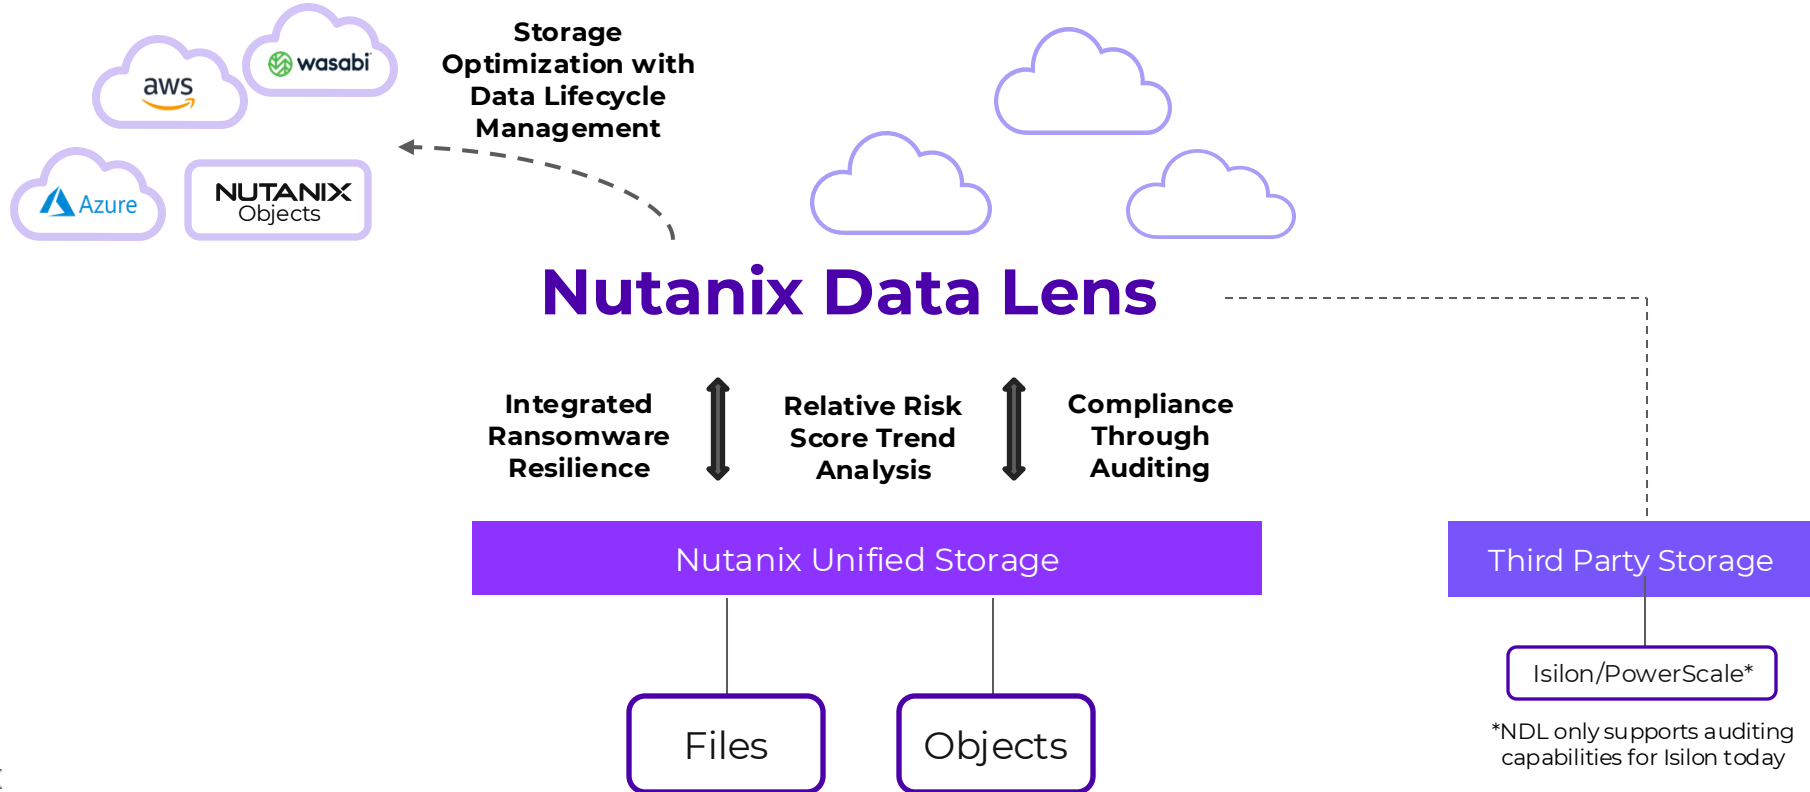 aws
wasabi
Azure
NUTANIX
Objects
Storage
Optimization with
Data Lifecycle
Management
Nutanix Data Lens
Integrated
Ransomware
Resilience
Relative Risk
Score Trend
Analysis
Compliance
Through
Auditing
Nutanix Unified Storage
Third Party Storage
Files
Objects
Isilon/PowerScale*
*NDL only supports auditing
capabilities for Isilon today